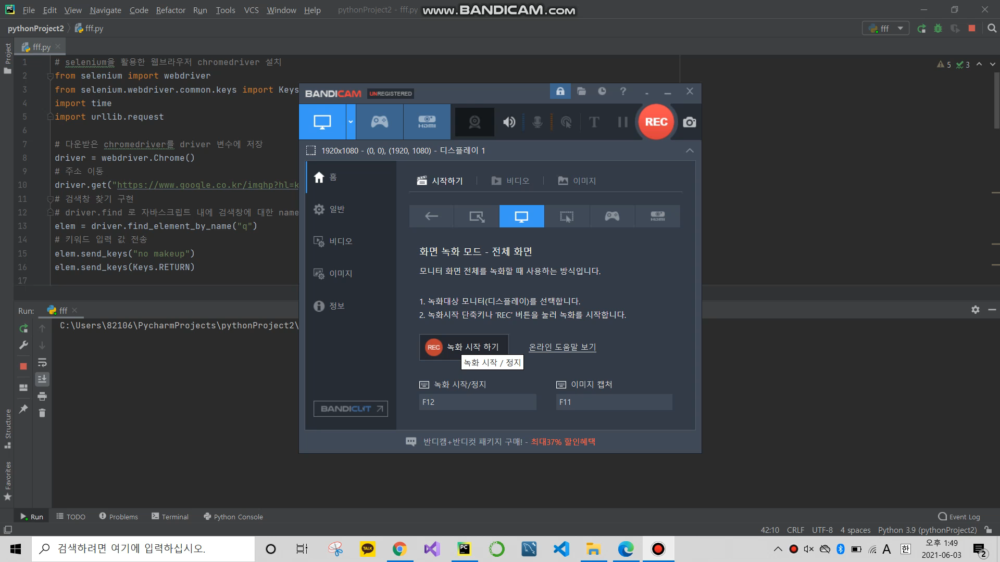 File Edit View Navigate Code Refactor Run Tools VCS Window Help pythonProject2 - fff.py
www.BANDICAM.com
pythonProject2 fff.py fff
Project
fff.py
5 3
1 # selenium을 활용한 웹브라우저 chromedriver 설치
2 from selenium import webdriver
3 from selenium.webdriver.common.keys import Keys
4 import time
5 import urllib.request
6
7 # 다운받은 chromedriver를 driver 변수에 저장
8 driver = webdriver.Chrome()
9 # 주소 이동
10 driver.get("https://www.google.co.kr/imghp?hl=k
11 # 검색창 찾기 구현
12 # driver.find 로 자바스크립트 내에 검색창에 대한 name
13 elem = driver.find_element_by_name("q")
14 # 키워드 입력 값 전송
15 elem.send_keys("no makeup")
16 elem.send_keys(Keys.RETURN)
17
BANDICAM UNREGISTERED
?
HDMI
T
REC
1920x1080 - (0, 0), (1920, 1080) - 디스플레이 1
홈
일반
비디오
이미지
정보
BANDICUT
시작하기 비디오 이미지
HDMI
화면 녹화 모드 - 전체 화면
모니터 화면 전체를 녹화할 때 사용하는 방식입니다.
1. 녹화대상 모니터(디스플레이)를 선택합니다.
2. 녹화시작 단축키나 'REC' 버튼을 눌러 녹화를 시작합니다.
REC 녹화 시작 하기 온라인 도움말 보기
녹화 시작 / 정지
녹화 시작/정지 이미지 캡처
F12 F11
반디캠+반디컷 패키지 구매! - 최대37% 할인혜택
Run: fff
C:\Users\82106\PycharmProjects\pythonProject2\
Structure
Favorites
Run TODO Problems Terminal Python Console Event Log
42:10 CRLF UTF-8 4 spaces Python 3.9 (pythonProject2)
검색하려면 여기에 입력하십시오.
TALK
PC
A 한
오후 1:49
2021-06-03
2